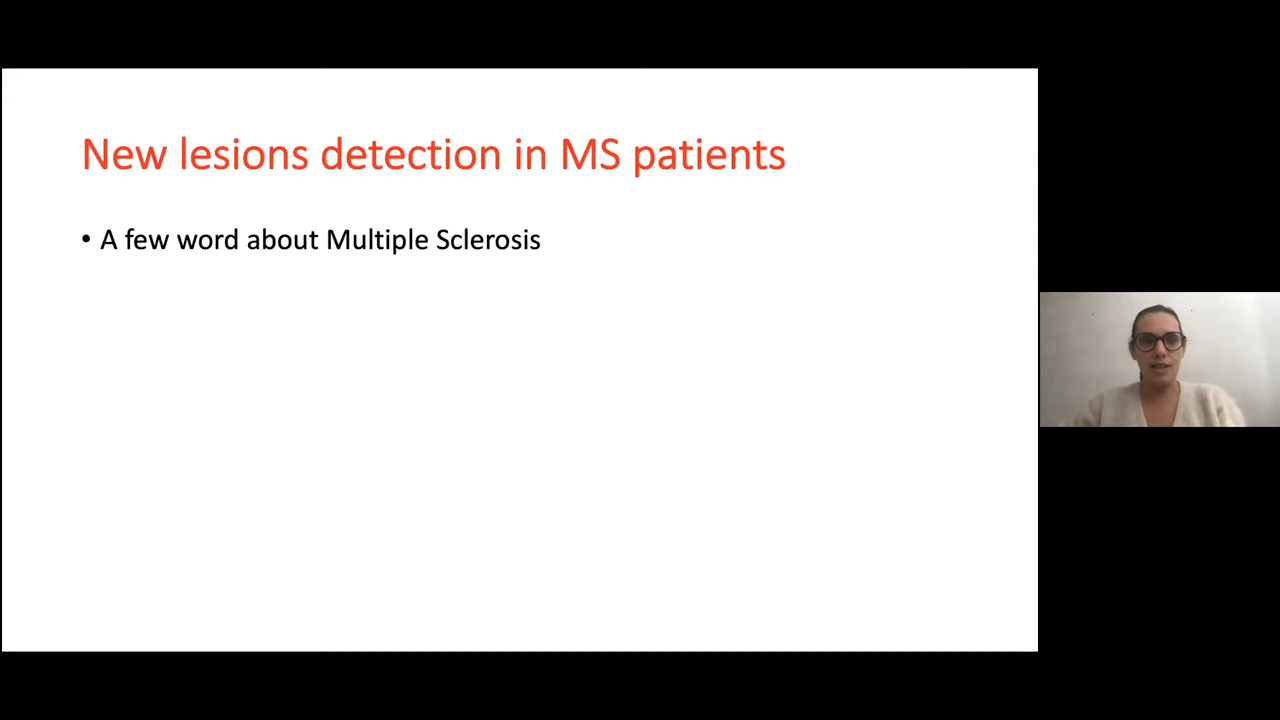 New lesions detection in MS patients
• A few word about Multiple Sclerosis